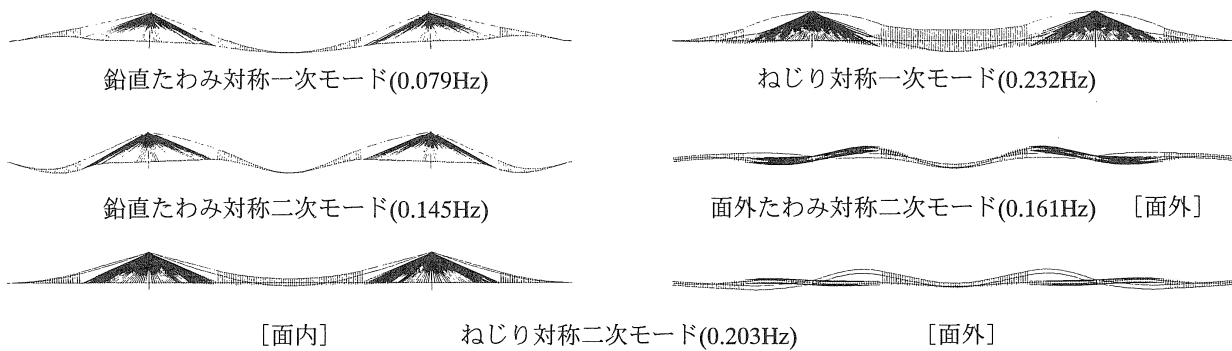 鉛直たわみ対称一次モード(0.079Hz)
ねじり対称一次モード(0.232Hz)
鉛直たわみ対称二次モード(0.145Hz)
面外たわみ対称二次モード(0.161Hz) [面外]
[面内] ねじり対称二次モード(0.203Hz) [面外]